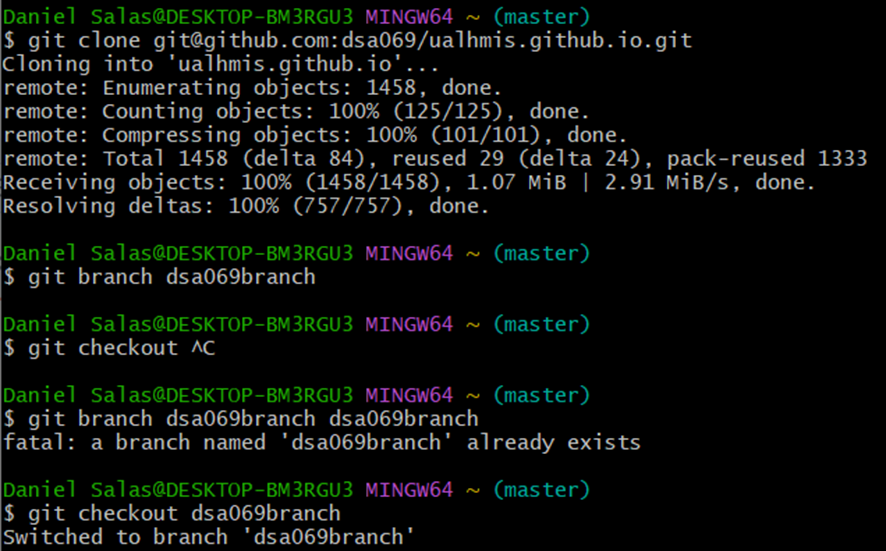 Daniel Salas@DESKTOP-BM3RGU3 MINGW64 ~ (master)
$ git clone git@github.com:dsa069/ualhmis.github.io.git
Cloning into 'ualhmis.github.io'...
remote: Enumerating objects: 1458, done.
remote: Counting objects: 100% (125/125), done.
remote: Compressing objects: 100% (101/101), done.
remote: Total 1458 (delta 84), reused 29 (delta 24), pack-reused 1333
Receiving objects: 100% (1458/1458), 1.07 MiB | 2.91 MiB/s, done.
Resolving deltas: 100% (757/757), done.
Daniel Salas@DESKTOP-BM3RGU3 MINGW64 ~ (master)
$ git branch dsa069branch
Daniel Salas@DESKTOP-BM3RGU3 MINGW64 ~ (master)
$ git checkout ^C
Daniel Salas@DESKTOP-BM3RGU3 MINGW64 ~ (master)
$ git branch dsa069branch dsa069branch
fatal: a branch named 'dsa069branch' already exists
Daniel Salas@DESKTOP-BM3RGU3 MINGW64 ~ (master)
$ git checkout dsa069branch
Switched to branch 'dsa069branch'